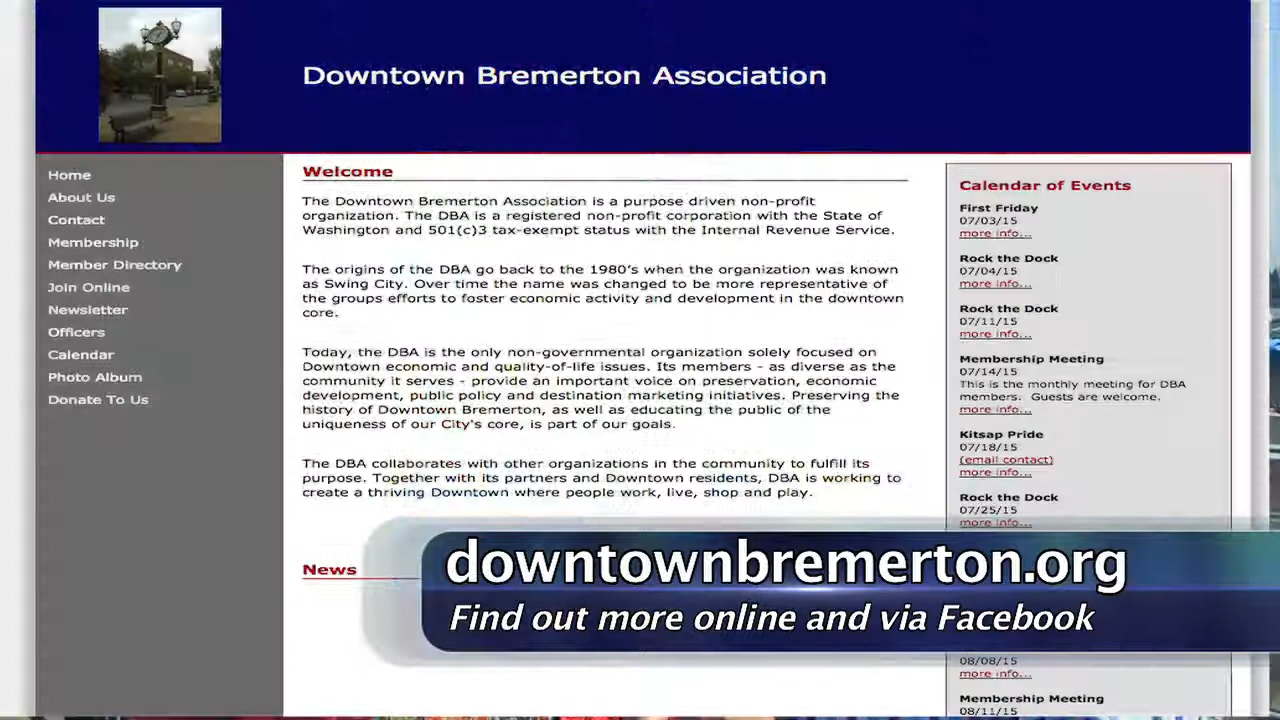 Downtown Bremerton Association
Home
About Us
Contact
Membership
Member Directory
Join Online
Newsletter
Officers
Calendar
Photo Album
Donate To Us
Welcome
The Downtown Bremerton Association is a purpose driven non-profit
organization. The DBA is a registered non-profit corporation with the State of
Washington and 501(c)3 tax-exempt status with the Internal Revenue Service.
The origins of the DBA go back to the 1980's when the organization was known
as Swing City. Over time the name was changed to be more representative of
the groups efforts to foster economic activity and development in the downtown
core.
Today, the DBA is the only non-governmental organization solely focused on
Downtown economic and quality-of-life issues. Its members - as diverse as the
community it serves - provide an important voice on preservation, economic
development, public policy and destination marketing initiatives. Preserving the
history of Downtown Bremerton, as well as educating the public of the
uniqueness of our City's core, is part of our goals.
The DBA collaborates with other organizations in the community to fulfill its
purpose. Together with its partners and Downtown residents, DBA is working to
create a thriving Downtown where people work, live, shop and play.
News
Calendar of Events
First Friday
07/03/15
more info...
Rock the Dock
07/04/15
more info...
Rock the Dock
07/11/15
more info...
Membership Meeting
07/14/15
This is the monthly meeting for DBA
members. Guests are welcome.
more info...
Kitsap Pride
07/18/15
(email contact)
more info...
Rock the Dock
07/25/15
more info...
08/08/15
more info...
Membership Meeting
08/11/15
downtownbremerton.org
Find out more online and via Facebook